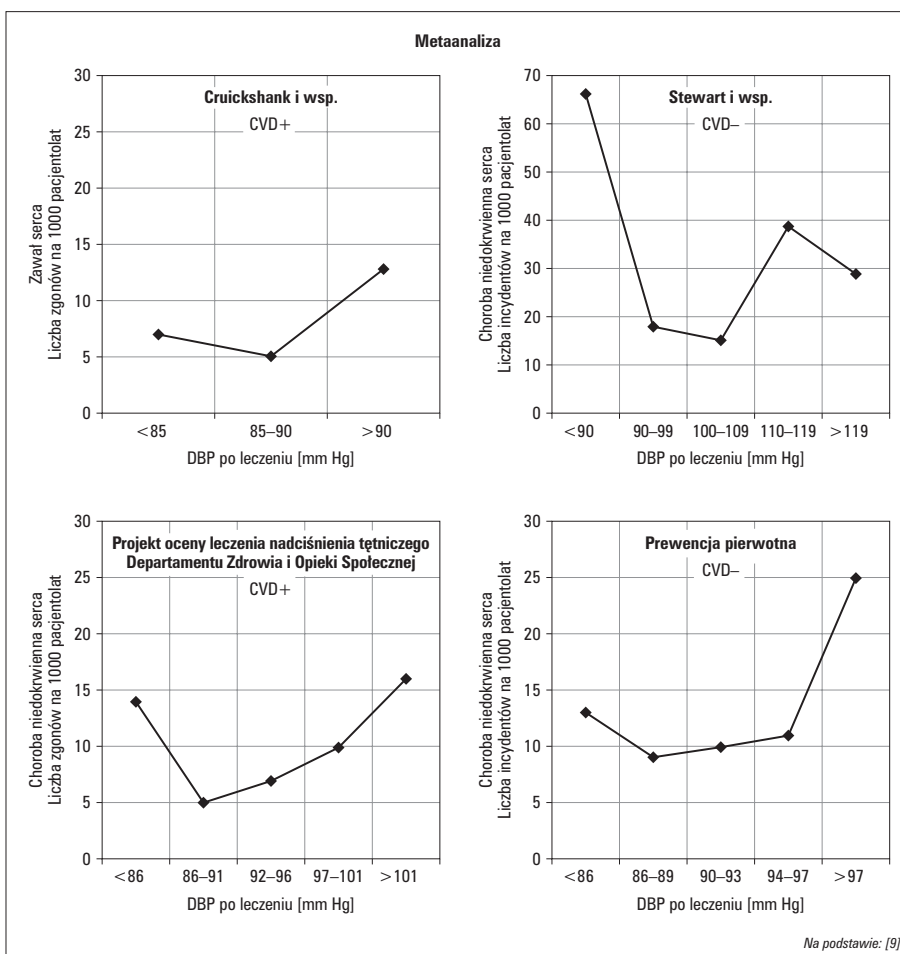 Metaanaliza
Cruickshank i wsp.
CVD+
Zawał serca
Liczba zgonów na 1000 pacjentolat
30
25
20
15
10
5
0
<85 85–90 >90
DBP po leczeniu [mm Hg]
Stewart i wsp.
CVD–
Choroba niedokrwienna serca
Liczba incydentów na 1000 pacjentolat
70
60
50
40
30
20
10
0
<90 90–99 100–109 110–119 >119
DBP po leczeniu [mm Hg]
Projekt oceny leczenia nadciśnienia tętniczego
Departamentu Zdrowia i Opieki Społecznej
CVD+
Choroba niedokrwienna serca
Liczba zgonów na 1000 pacjentolat
30
25
20
15
10
5
0
<86 86–91 92–96 97–101 >101
DBP po leczeniu [mm Hg]
Prewencja pierwotna
CVD–
Choroba niedokrwienna serca
Liczba incydentów na 1000 pacjentolat
30
25
20
15
10
5
0
<86 86–89 90–93 94–97 >97
DBP po leczeniu [mm Hg]
Na podstawie: [9]